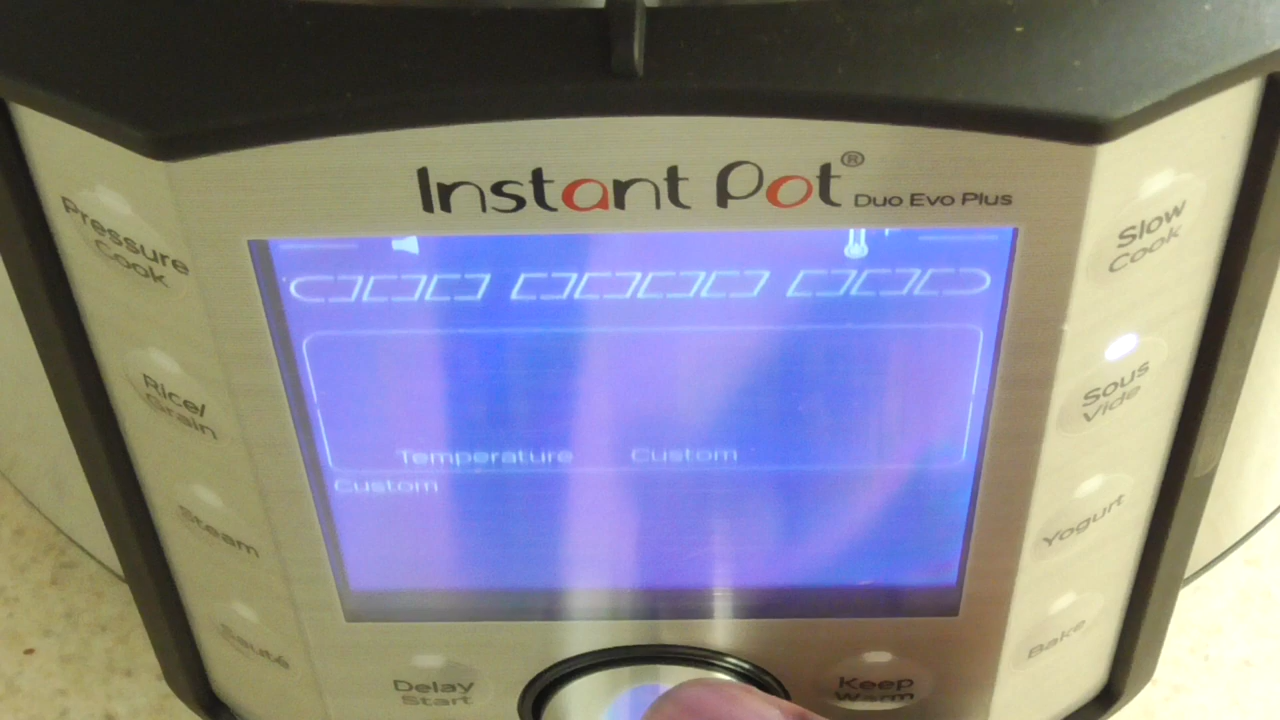 Instant Pot® Duo Evo Plus
Pressure
Cook
Rice/
Grain
Steam
Sauté
Temperature Custom
Custom
Slow
Cook
Sous
Vide
Yogurt
Bake
Delay
Start
Keep
Warm